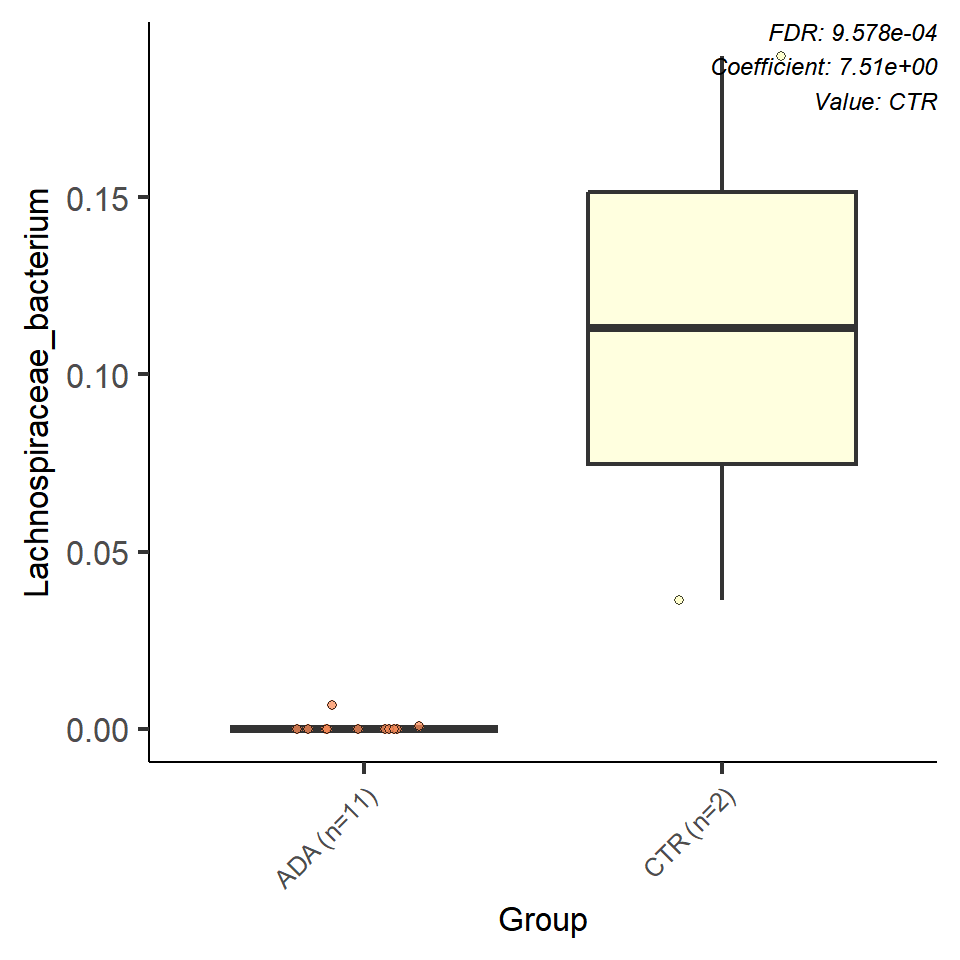 FDR: 9.578e-04
Coefficient: 7.51e+00
Value: CTR
Lachnospiraceae_bacterium
0.15
0.10
0.05
0.00
ADA (n=11)
CTR (n=2)
Group